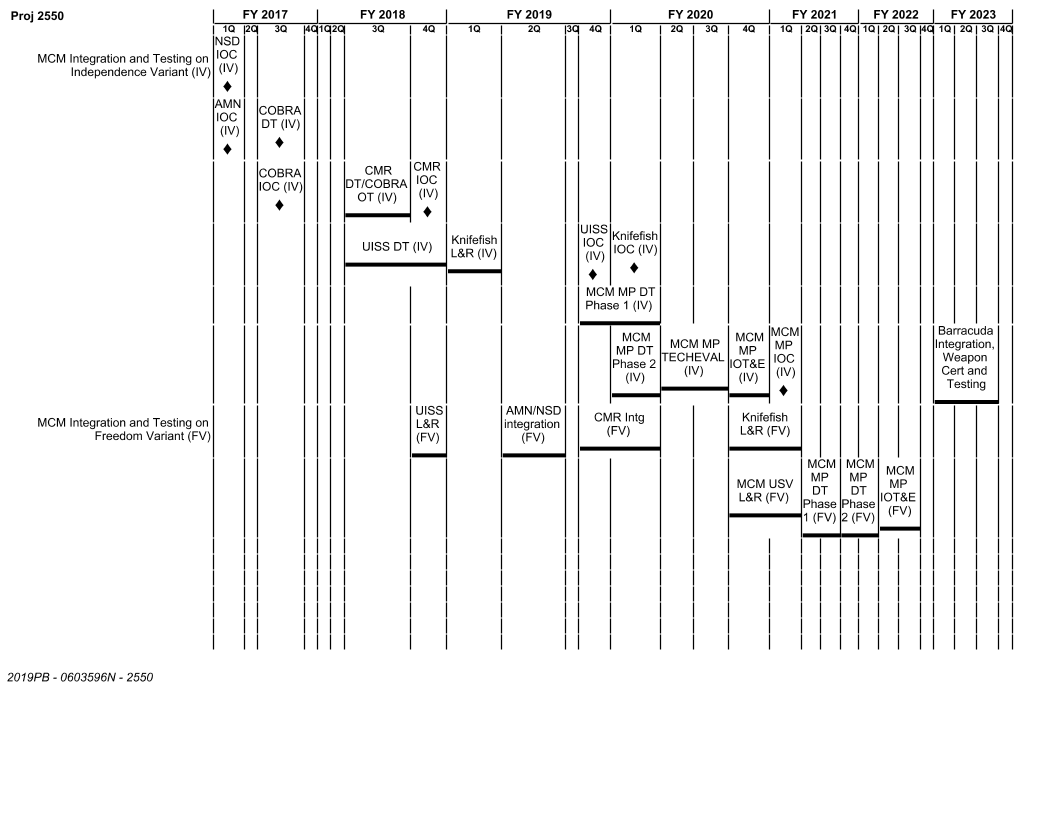 Proj 2550
FY 2017 FY 2018 FY 2019 FY 2020 FY 2021 FY 2022 FY 2023
1Q 2Q 3Q 4Q 1Q 2Q 3Q 4Q 1Q 2Q 3Q 4Q 1Q 2Q 3Q 4Q 1Q 2Q 3Q 4Q 1Q 2Q 3Q 4Q 1Q 2Q 3Q 4Q
MCM Integration and Testing on
Independence Variant (IV)
NSD
IOC
(IV)
AMN
IOC
(IV)
COBRA
DT (IV)
COBRA
IOC (IV)
CMR
DT/COBRA
OT (IV)
CMR
IOC
(IV)
UISS DT (IV)
Knifefish
L&R (IV)
UISS
IOC
(IV)
Knifefish
IOC (IV)
MCM MP DT
Phase 1 (IV)
MCM
MP DT
Phase 2
(IV)
MCM MP
TECHEVAL
(IV)
MCM
MP
IOT&E
(IV)
MCM
MP
IOC
(IV)
Barracuda
Integration,
Weapon
Cert and
Testing
MCM Integration and Testing on
Freedom Variant (FV)
UISS
L&R
(FV)
AMN/NSD
integration
(FV)
CMR Intg
(FV)
Knifefish
L&R (FV)
MCM USV
L&R (FV)
MCM
MP
DT
Phase
1 (FV)
MCM
MP
DT
Phase
2 (FV)
MCM
MP
IOT&E
(FV)
2019PB - 0603596N - 2550